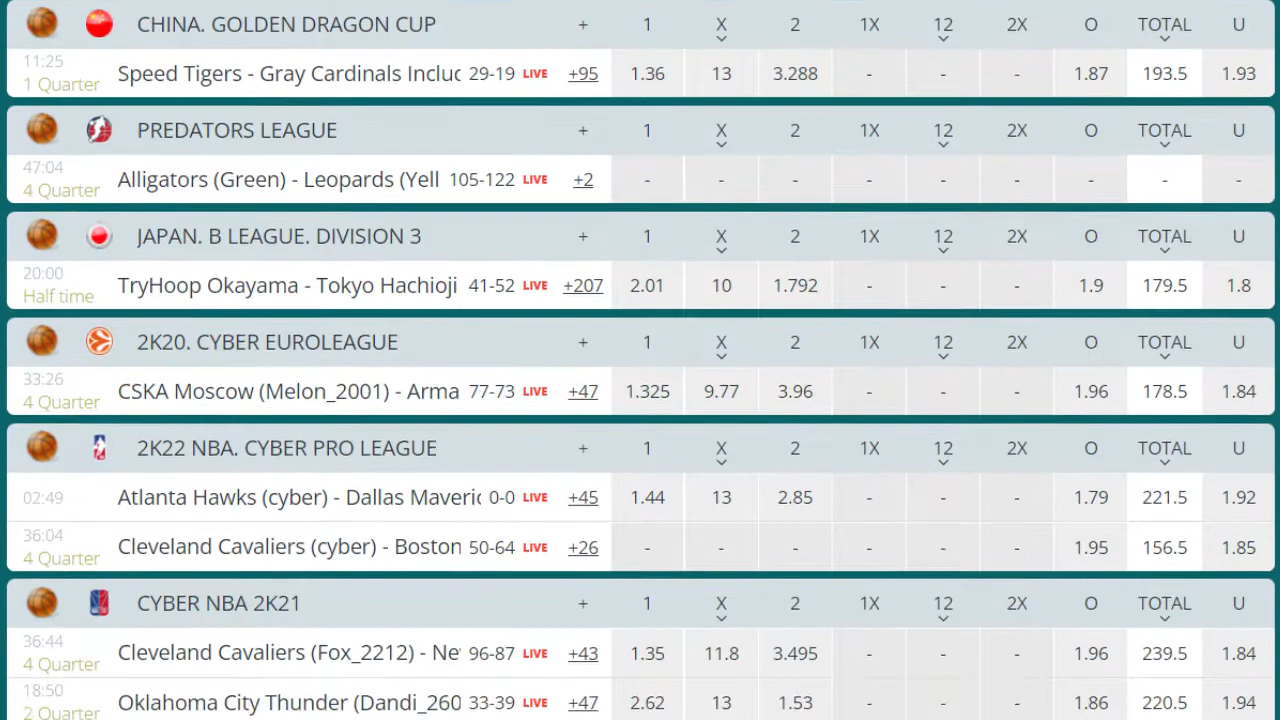 CHINA. GOLDEN DRAGON CUP + 1 X 2 1X 12 2X O TOTAL U
11:25
1 Quarter
Speed Tigers - Gray Cardinals Incluc 29-19 LIVE +95 1.36 13 3.288 - - - 1.87 193.5 1.93
PREDATORS LEAGUE + 1 X 2 1X 12 2X O TOTAL U
47:04
4 Quarter
Alligators (Green) - Leopards (Yell 105-122 LIVE +2 - - - - - - - - -
JAPAN. B LEAGUE. DIVISION 3 + 1 X 2 1X 12 2X O TOTAL U
20:00
Half time
TryHoop Okayama - Tokyo Hachioji 41-52 LIVE +207 2.01 10 1.792 - - - 1.9 179.5 1.8
2K20. CYBER EUROLEAGUE + 1 X 2 1X 12 2X O TOTAL U
33:26
4 Quarter
CSKA Moscow (Melon_2001) - Arma 77-73 LIVE +47 1.325 9.77 3.96 - - - 1.96 178.5 1.84
2K22 NBA. CYBER PRO LEAGUE + 1 X 2 1X 12 2X O TOTAL U
02:49 Atlanta Hawks (cyber) - Dallas Maveric 0-0 LIVE +45 1.44 13 2.85 - - - 1.79 221.5 1.92
36:04
4 Quarter
Cleveland Cavaliers (cyber) - Boston 50-64 LIVE +26 - - - - - - 1.95 156.5 1.85
CYBER NBA 2K21 + 1 X 2 1X 12 2X O TOTAL U
36:44
4 Quarter
Cleveland Cavaliers (Fox_2212) - Ne 96-87 LIVE +43 1.35 11.8 3.495 - - - 1.96 239.5 1.84
18:50
2 Quarter
Oklahoma City Thunder (Dandi_260 33-39 LIVE +47 2.62 13 1.53 - - - 1.86 220.5 1.94